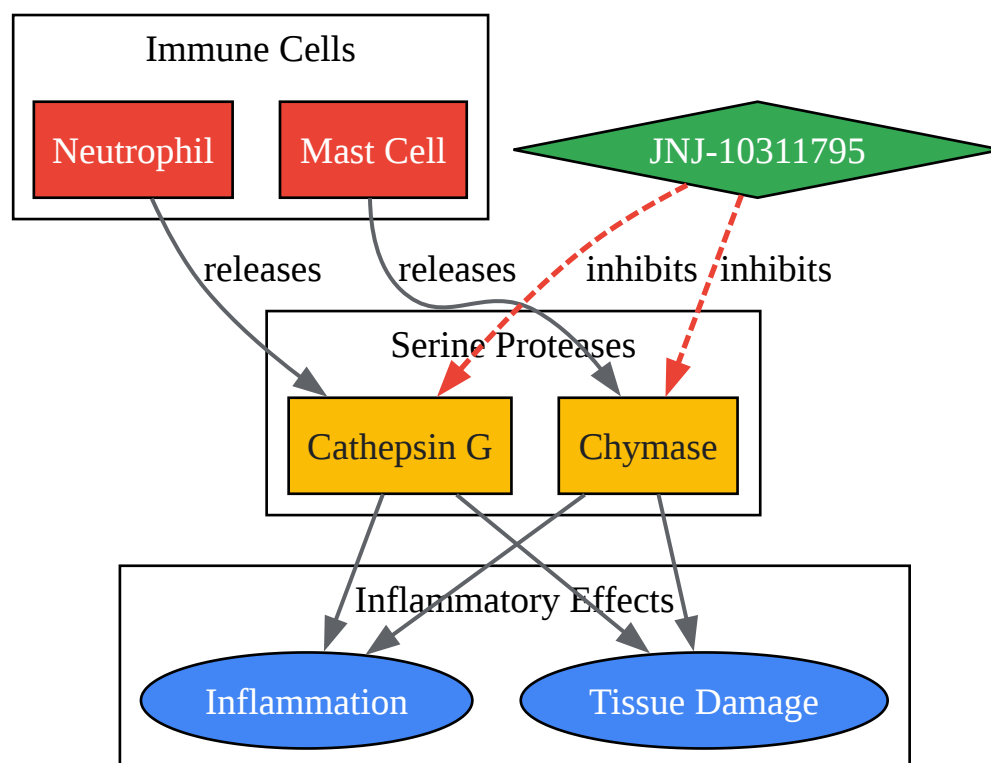 Immune Cells
Neutrophil
Mast Cell
JNJ-10311795
releases
releases
inhibits
inhibits
Serine Proteases
Cathepsin G
Chymase
Inflammatory Effects
Inflammation
Tissue Damage